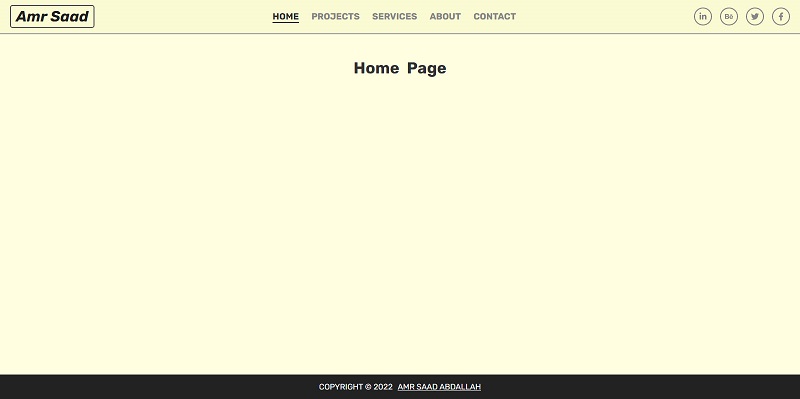 Amr Saad HOME PROJECTS SERVICES ABOUT CONTACT in Bē
Home Page
COPYRIGHT © 2022 AMR SAAD ABDALLAH